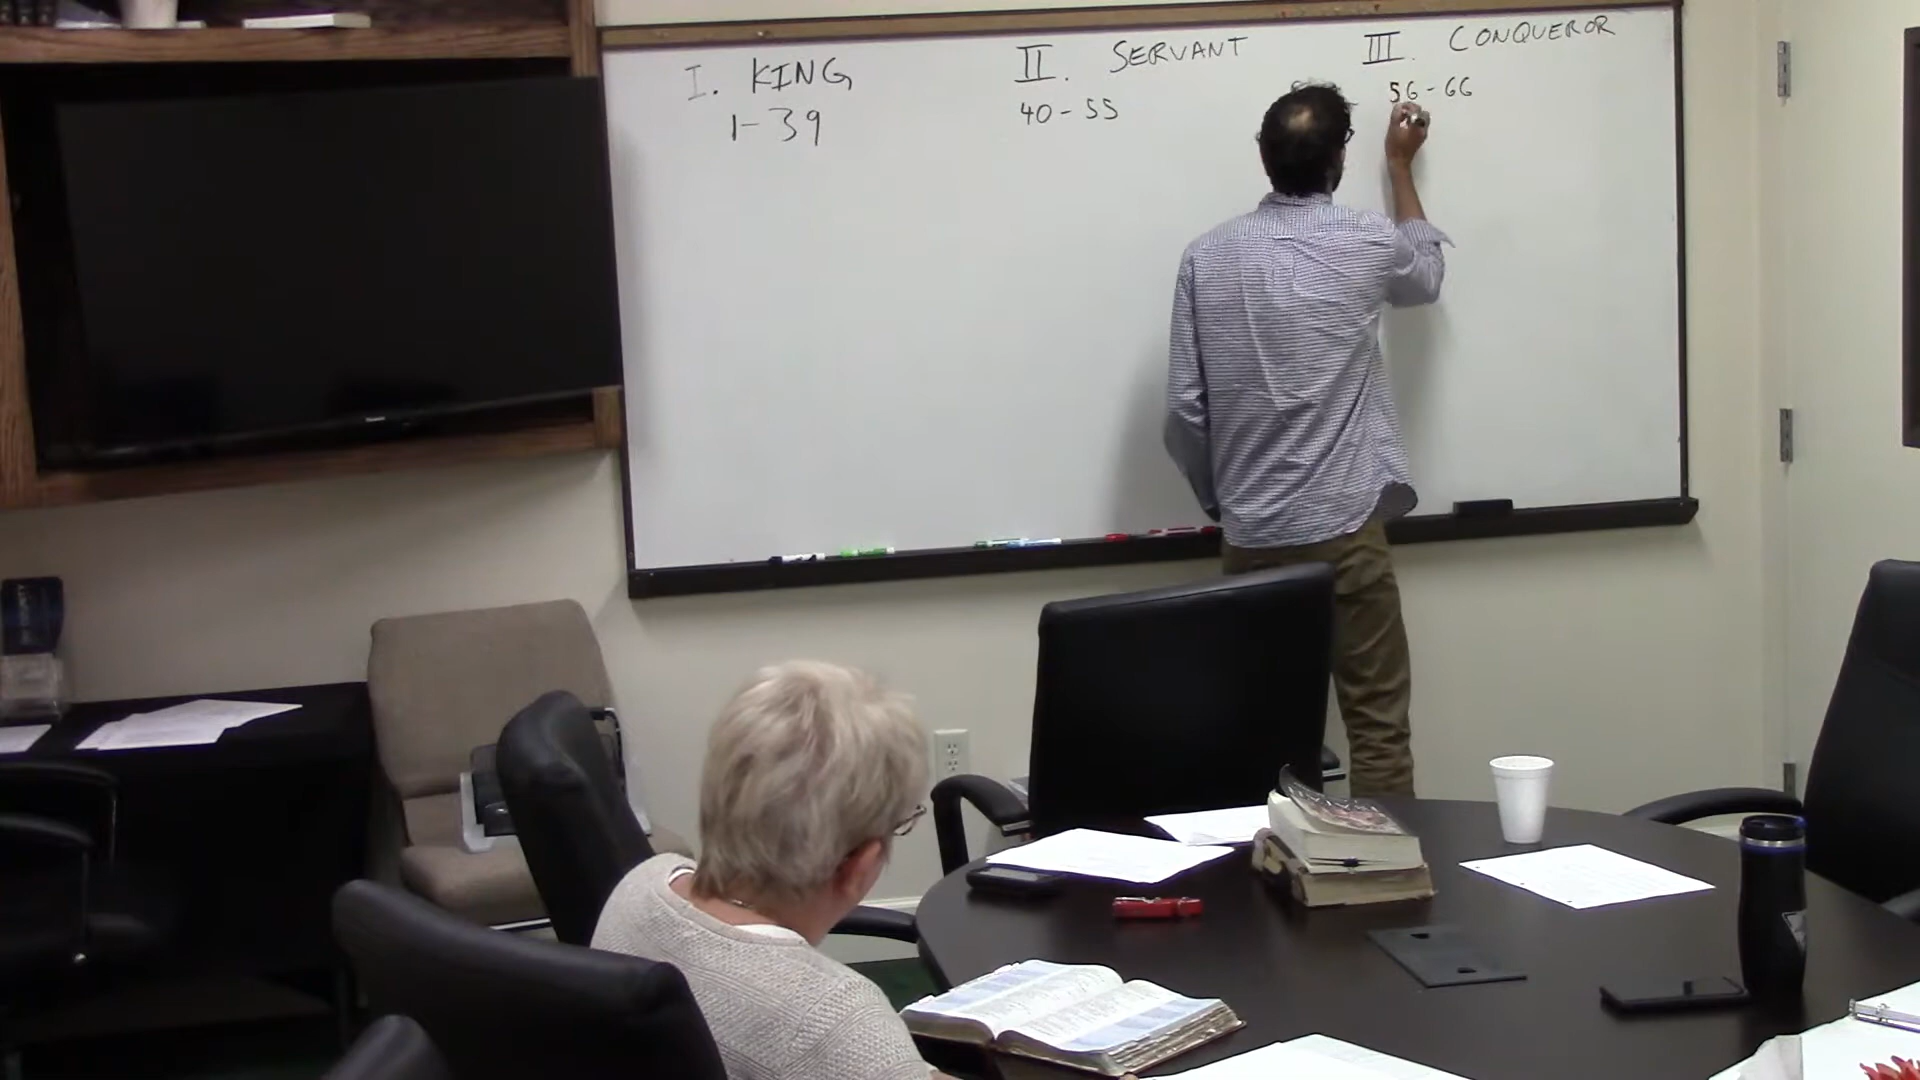 I. KING
1-39
II. SERVANT
40-55
III. CONQUEROR
56-66